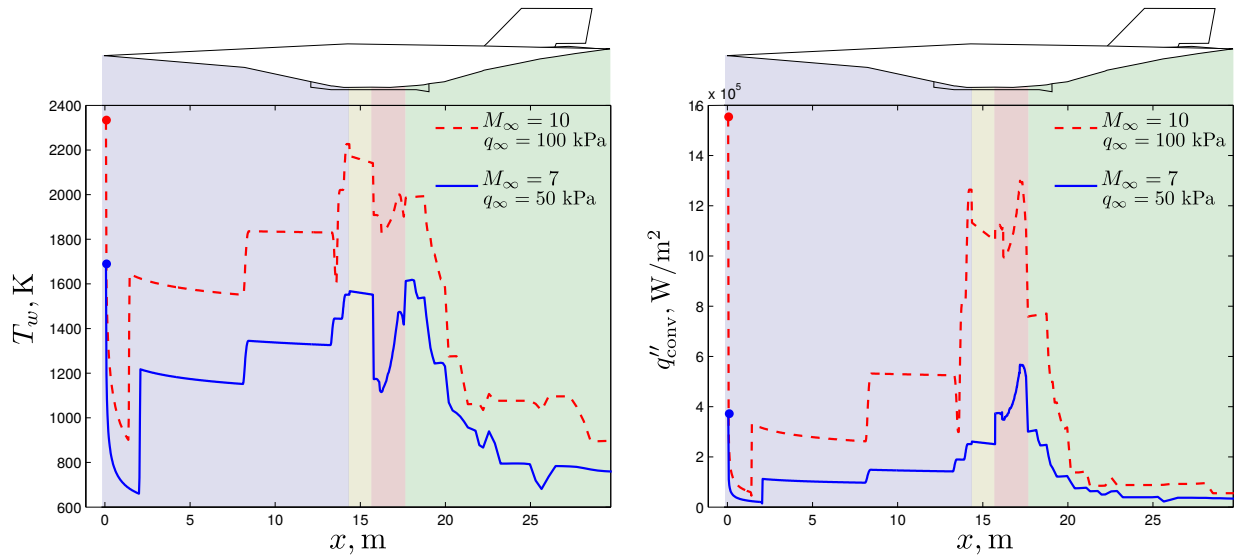 2400
2200
2000
1800
1600
1400
1200
1000
800
600
T_w, K
0
5
10
15
20
25
x, m
M_∞ = 10
q_∞ = 100 kPa
M_∞ = 7
q_∞ = 50 kPa
x 10^5
16
14
12
10
8
6
4
2
0
q''_conv, W/m^2
0
5
10
15
20
25
x, m
M_∞ = 10
q_∞ = 100 kPa
M_∞ = 7
q_∞ = 50 kPa